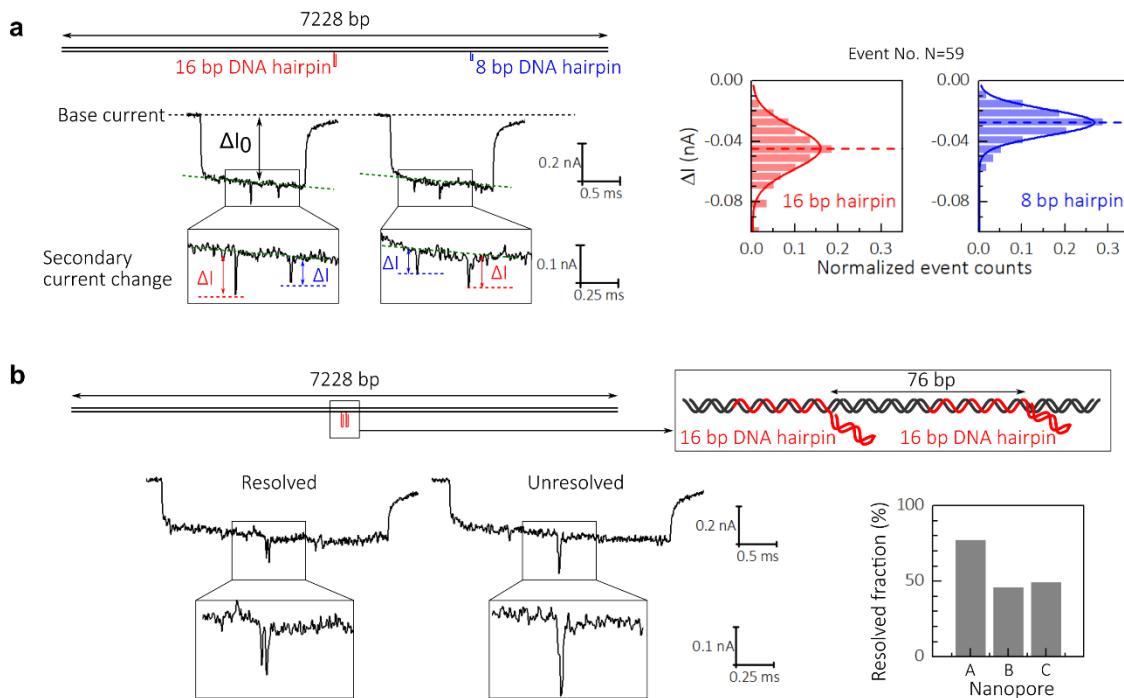 a
7228 bp
16 bp DNA hairpin
8 bp DNA hairpin
Base current
ΔI0
0.2 nA
0.5 ms
Secondary
current change
ΔI
ΔI
ΔI
ΔI
0.1 nA
0.25 ms
Event No. N=59
0.00
-0.04
-0.08
ΔI (nA)
16 bp hairpin
0.0 0.1 0.2 0.3
0.00
-0.04
-0.08
8 bp hairpin
0.0 0.1 0.2 0.3
Normalized event counts
b
7228 bp
76 bp
16 bp DNA hairpin
16 bp DNA hairpin
Resolved
Unresolved
0.2 nA
0.5 ms
0.1 nA
0.25 ms
Resolved fraction (%)
100
50
0
A B C
Nanopore